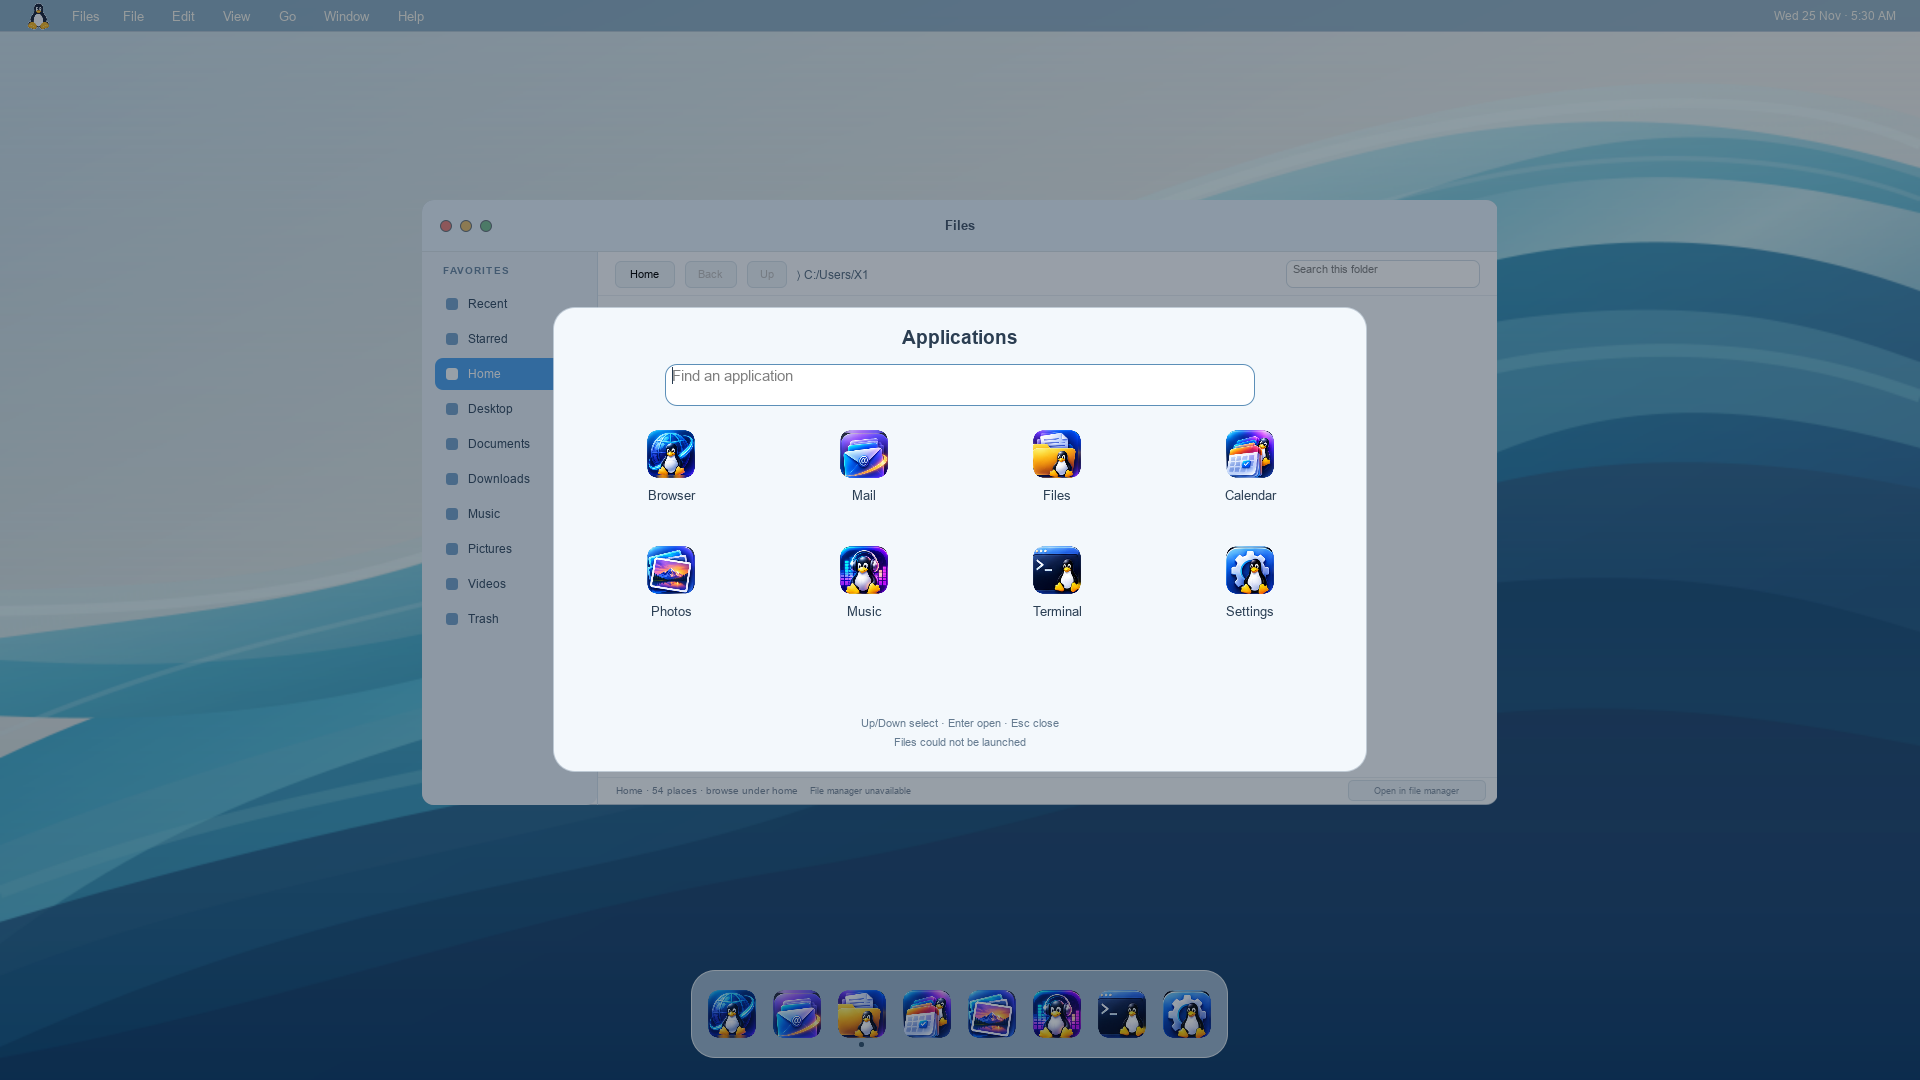 Files File Edit View Go Window Help Wed 25 Nov · 5:30 AM
Files
FAVORITES
Recent
Starred
Home
Desktop
Documents
Downloads
Music
Pictures
Videos
Trash
Home Back Up ⟩ C:/Users/X1 Search this folder
Applications
Find an application
Browser Mail Files Calendar
Photos Music Terminal Settings
Up/Down select · Enter open · Esc close
Files could not be launched
Home · 54 places · browse under home File manager unavailable Open in file manager